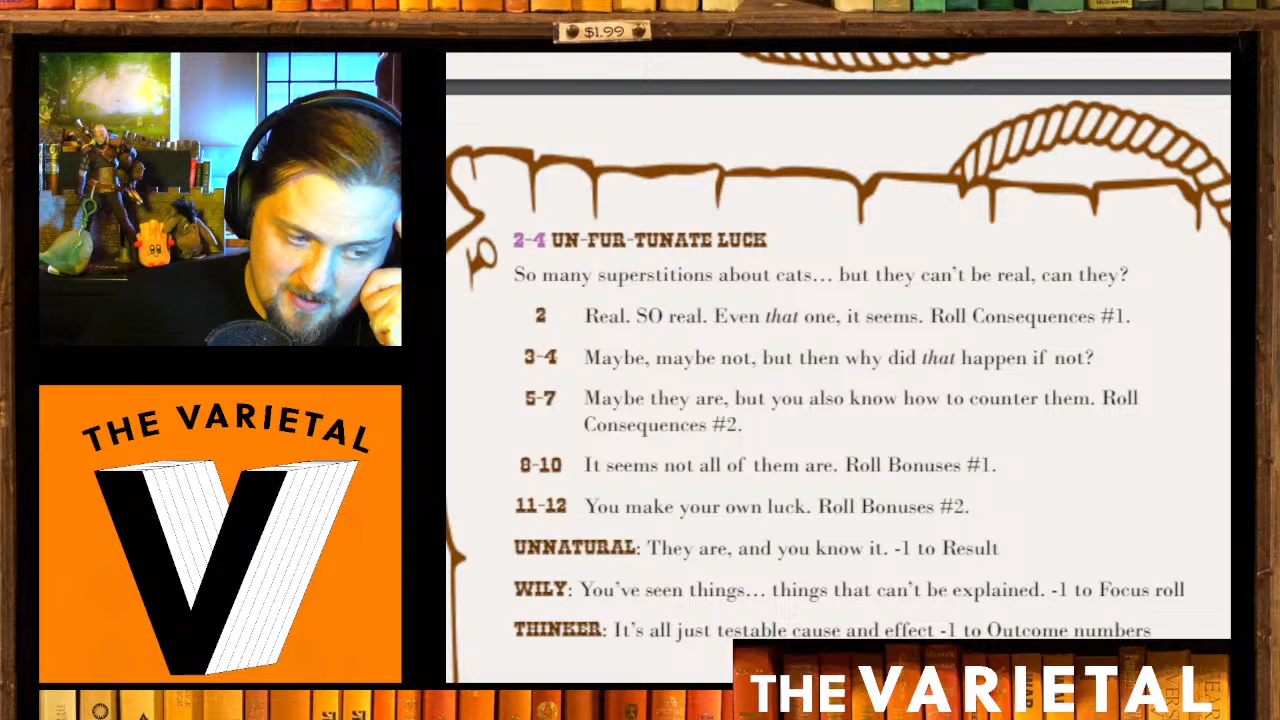 $1.99
2-4 UN-FUR-TUNATE LUCK
So many superstitions about cats... but they can't be real, can they?
2 Real. SO real. Even that one, it seems. Roll Consequences #1.
3-4 Maybe, maybe not, but then why did that happen if not?
5-7 Maybe they are, but you also know how to counter them. Roll
Consequences #2.
8-10 It seems not all of them are. Roll Bonuses #1.
11-12 You make your own luck. Roll Bonuses #2.
UNNATURAL: They are, and you know it. -1 to Result
WILY: You've seen things... things that can't be explained. -1 to Focus roll
THINKER: It's all just testable cause and effect -1 to Outcome numbers
THE VARIETAL
V
THE VARIETAL